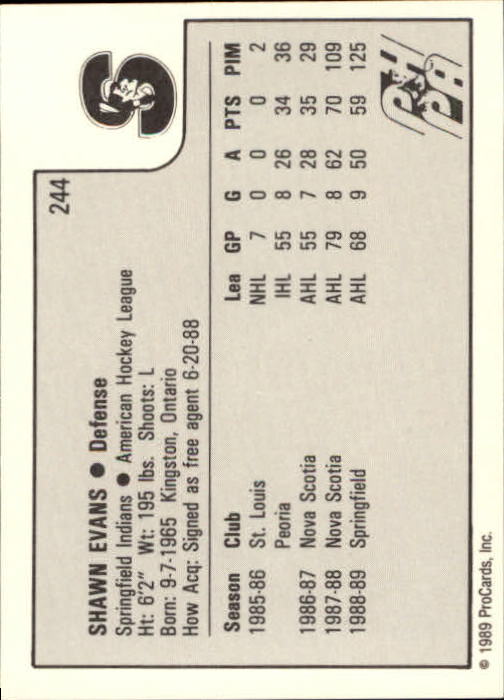 244
SHAWN EVANS ● Defense
Springfield Indians ● American Hockey League
Ht: 6'2" Wt: 195 lbs. Shoots: L
Born: 9-7-1965 Kingston, Ontario
How Acq: Signed as free agent 6-20-88
Season Club Lea GP G A PTS PIM
1985-86 St. Louis NHL 7 0 0 0 2
Peoria IHL 55 8 26 34 36
1986-87 Nova Scotia AHL 55 7 28 35 29
1987-88 Nova Scotia AHL 79 8 62 70 109
1988-89 Springfield AHL 68 9 50 59 125
PHPA
© 1989 ProCards, Inc.